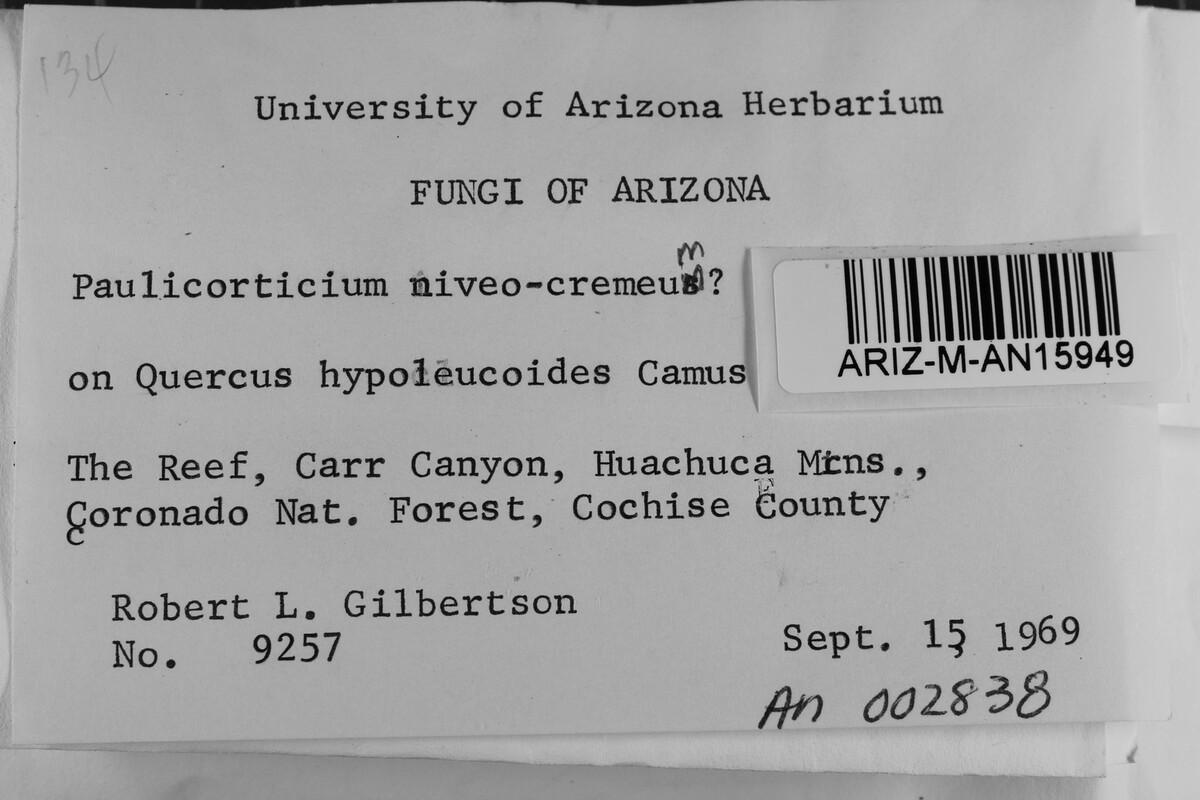 134
University of Arizona Herbarium
FUNGI OF ARIZONA
Paulicorticium niveo-cremeum?
ARIZ-M-AN15949
on Quercus hypoleucoides Camus
The Reef, Carr Canyon, Huachuca Mtns.,
Coronado Nat. Forest, Cochise County
Robert L. Gilbertson
No. 9257
Sept. 15, 1969
An 002838